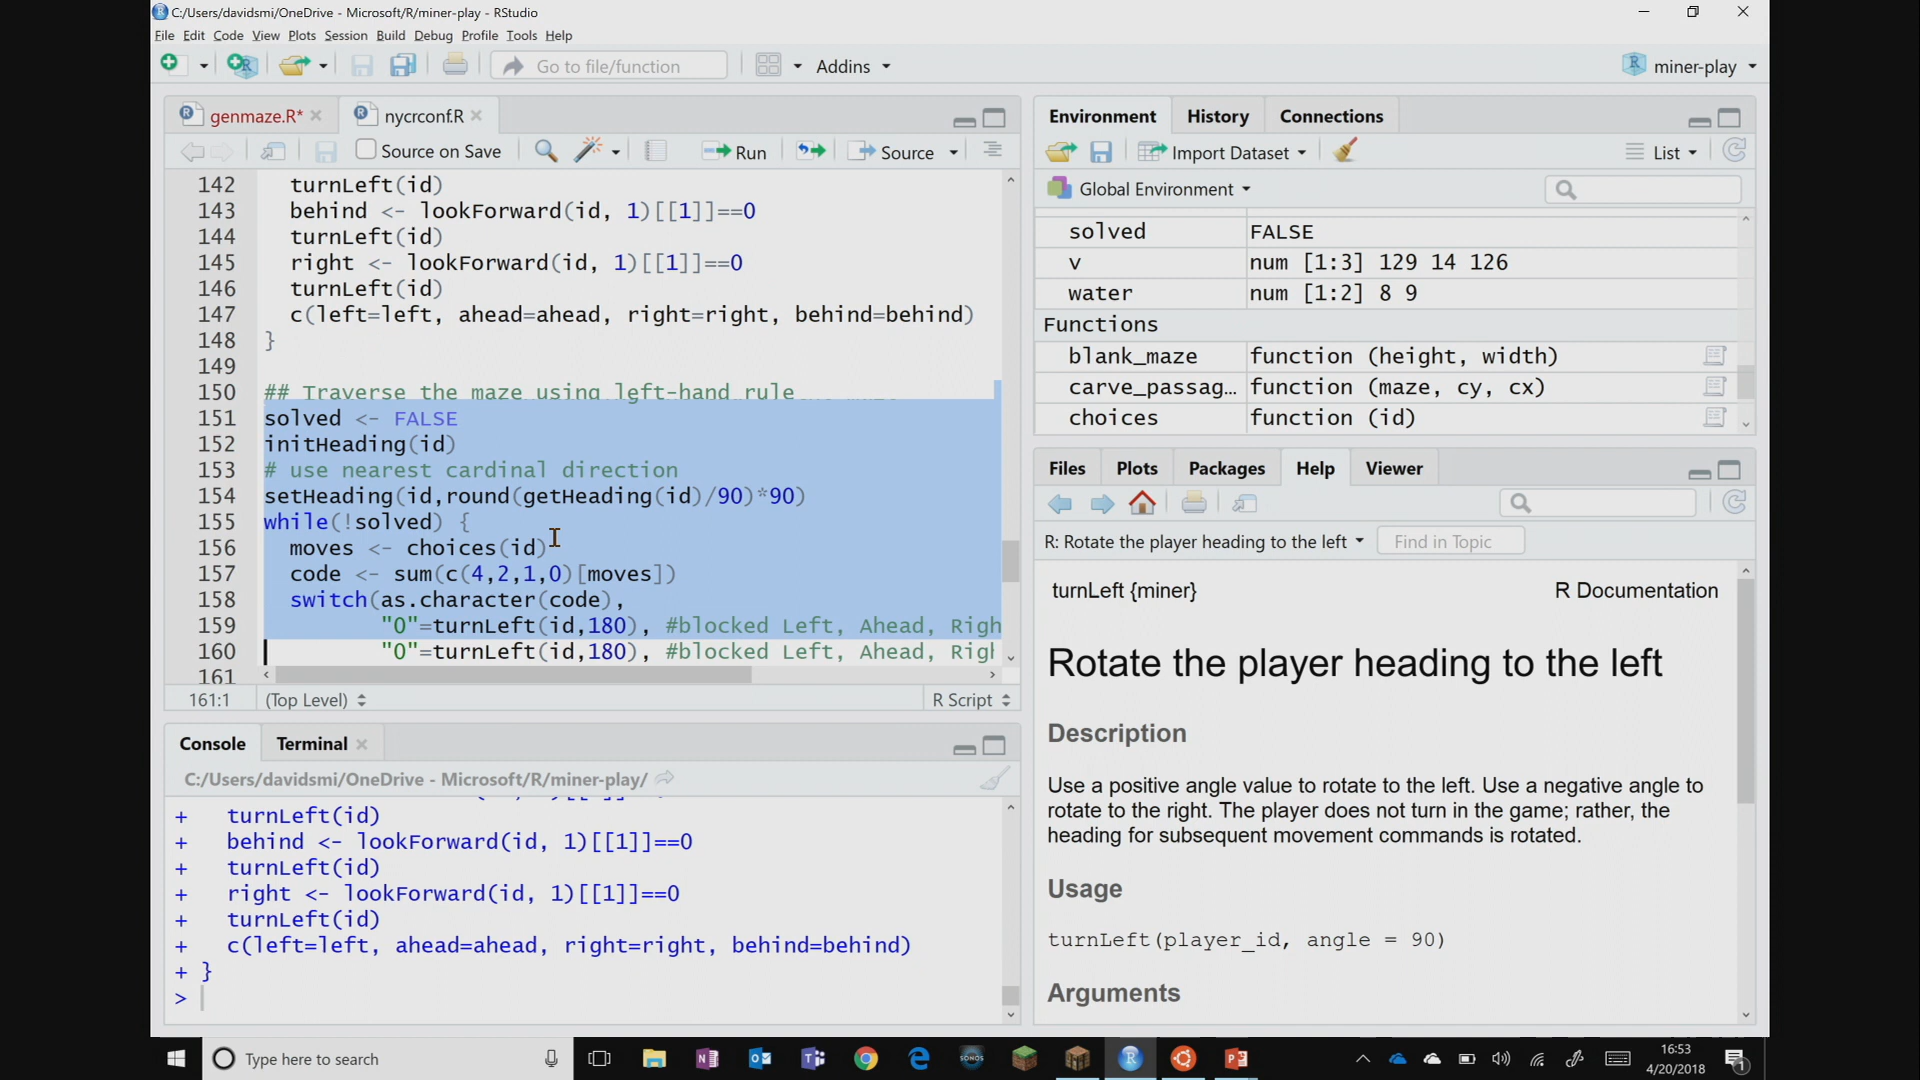 C:/Users/davidsmi/OneDrive - Microsoft/R/miner-play - RStudio
File Edit Code View Plots Session Build Debug Profile Tools Help
Go to file/function
Addins
miner-play
genmaze.R*
nycrconf.R
Source on Save
Run
Source
142 turnLeft(id)
143 behind <- lookForward(id, 1)[[1]]==0
144 turnLeft(id)
145 right <- lookForward(id, 1)[[1]]==0
146 turnLeft(id)
147 c(left=left, ahead=ahead, right=right, behind=behind)
148 }
149
150 ## Traverse the maze using left-hand rule
151 solved <- FALSE
152 initHeading(id)
153 # use nearest cardinal direction
154 setHeading(id,round(getHeading(id)/90)*90)
155 while(!solved) {
156 moves <- choices(id)
157 code <- sum(c(4,2,1,0)[moves])
158 switch(as.character(code),
159 "0"=turnLeft(id,180), #blocked Left, Ahead, Righ
160 "0"=turnLeft(id,180), #blocked Left, Ahead, Righ
161
161:1 (Top Level) R Script
Console Terminal
C:/Users/davidsmi/OneDrive - Microsoft/R/miner-play/
+ turnLeft(id)
+ behind <- lookForward(id, 1)[[1]]==0
+ turnLeft(id)
+ right <- lookForward(id, 1)[[1]]==0
+ turnLeft(id)
+ c(left=left, ahead=ahead, right=right, behind=behind)
+ }
>
Environment History Connections
Import Dataset
List
Global Environment
solved FALSE
v num [1:3] 129 14 126
water num [1:2] 8 9
Functions
blank_maze function (height, width)
carve_passag… function (maze, cy, cx)
choices function (id)
Files Plots Packages Help Viewer
R: Rotate the player heading to the left
Find in Topic
turnLeft {miner} R Documentation
Rotate the player heading to the left
Description
Use a positive angle value to rotate to the left. Use a negative angle to
rotate to the right. The player does not turn in the game; rather, the
heading for subsequent movement commands is rotated.
Usage
turnLeft(player_id, angle = 90)
Arguments
Type here to search
SONOS
16:53
4/20/2018
1